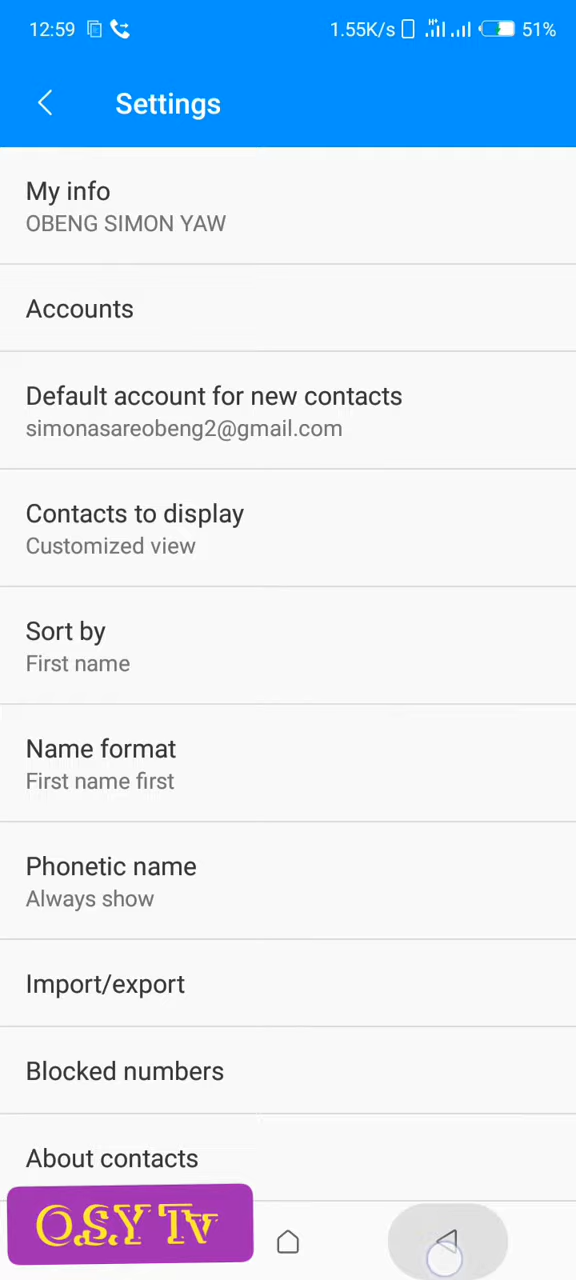 12:59 1.55K/s 51%
Settings
My info
OBENG SIMON YAW
Accounts
Default account for new contacts
simonasareobeng2@gmail.com
Contacts to display
Customized view
Sort by
First name
Name format
First name first
Phonetic name
Always show
Import/export
Blocked numbers
About contacts
O.S.Y Tv